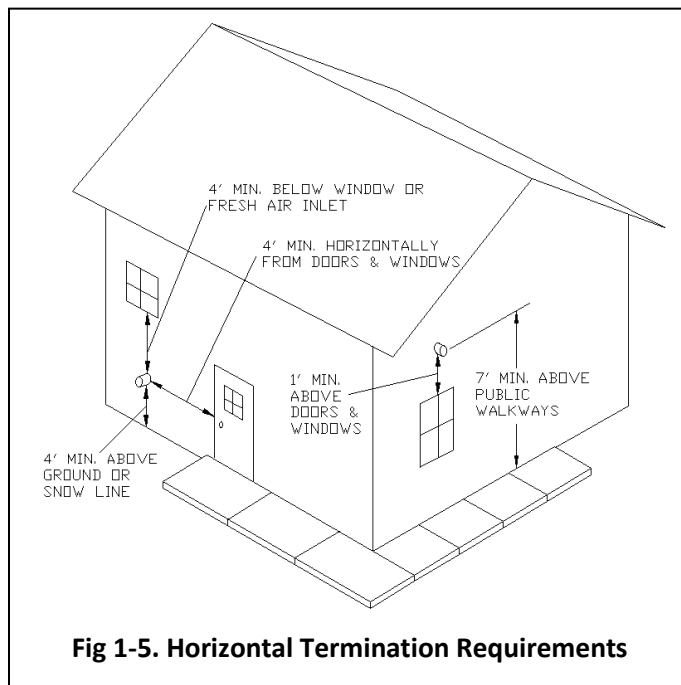 4' MIN. BELOW WINDOW OR
FRESH AIR INLET
4' MIN. HORIZONTALLY
FROM DOORS & WINDOWS
1' MIN.
ABOVE
DOORS &
WINDOWS
7' MIN. ABOVE
PUBLIC
WALKWAYS
4' MIN. ABOVE
GROUND OR
SNOW LINE
Fig 1-5. Horizontal Termination Requirements